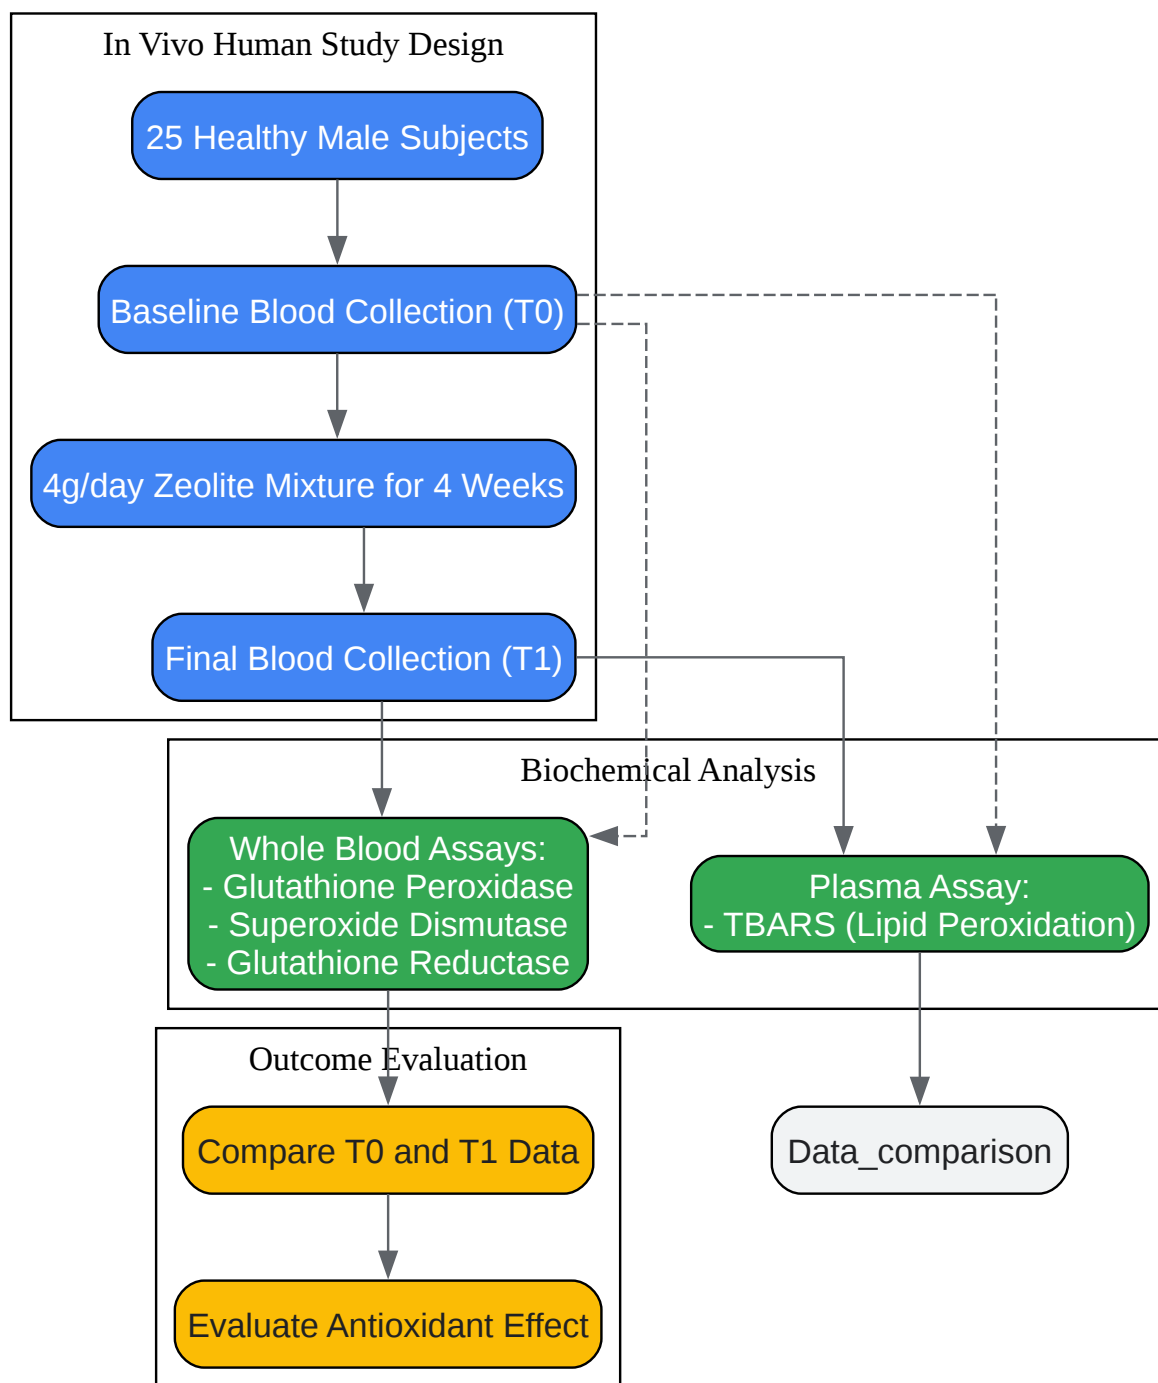 In Vivo Human Study Design
25 Healthy Male Subjects
Baseline Blood Collection (T0)
4g/day Zeolite Mixture for 4 Weeks
Final Blood Collection (T1)
Biochemical Analysis
Whole Blood Assays:
- Glutathione Peroxidase
- Superoxide Dismutase
- Glutathione Reductase
Plasma Assay:
- TBARS (Lipid Peroxidation)
Outcome Evaluation
Compare T0 and T1 Data
Data_comparison
Evaluate Antioxidant Effect